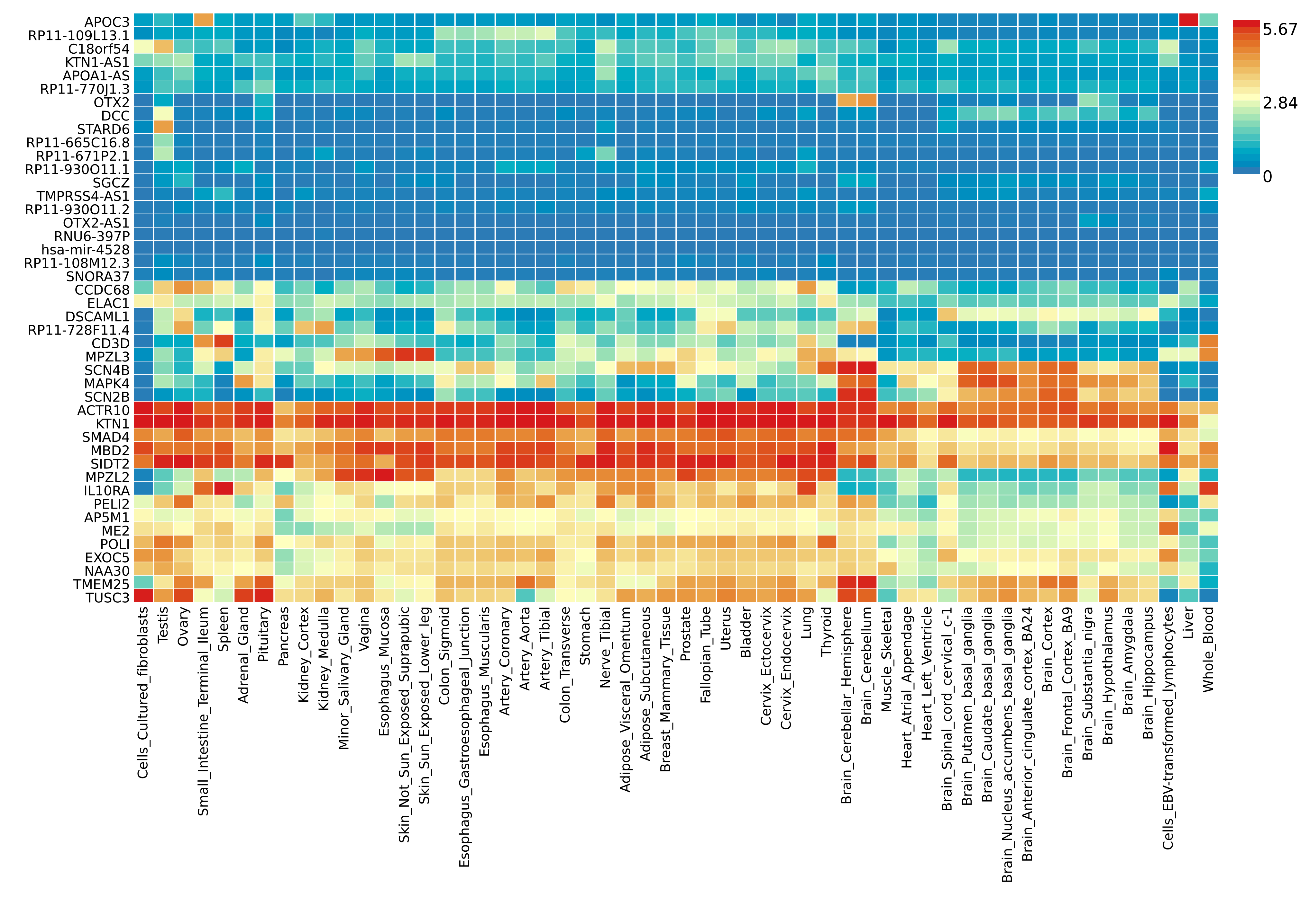 APOC3
RP11-109L13.1
C18orf54
KTN1-AS1
APOA1-AS
RP11-770J1.3
OTX2
DCC
STARD6
RP11-665C16.8
RP11-671P2.1
RP11-930O11.1
SGCZ
TMPRSS4-AS1
RP11-930O11.2
OTX2-AS1
RNU6-397P
hsa-mir-4528
RP11-108M12.3
SNORA37
CCDC68
ELAC1
DSCAML1
RP11-728F11.4
CD3D
MPZL3
SCN4B
MAPK4
SCN2B
ACTR10
KTN1
SMAD4
MBD2
SIDT2
MPZL2
IL10RA
PELI2
AP5M1
ME2
POLI
EXOC5
NAA30
TMEM25
TUSC3
5.67
2.84
0
Cells_Cultured_fibroblasts
Testis
Ovary
Small_Intestine_Terminal_Ileum
Spleen
Adrenal_Gland
Pituitary
Pancreas
Kidney_Cortex
Kidney_Medulla
Minor_Salivary_Gland
Vagina
Esophagus_Mucosa
Skin_Not_Sun_Exposed_Suprapubic
Skin_Sun_Exposed_Lower_leg
Colon_Sigmoid
Esophagus_Gastroesophageal_Junction
Esophagus_Muscularis
Artery_Coronary
Artery_Aorta
Artery_Tibial
Colon_Transverse
Stomach
Nerve_Tibial
Adipose_Visceral_Omentum
Adipose_Subcutaneous
Breast_Mammary_Tissue
Prostate
Fallopian_Tube
Uterus
Bladder
Cervix_Ectocervix
Cervix_Endocervix
Lung
Thyroid
Brain_Cerebellar_Hemisphere
Brain_Cerebellum
Muscle_Skeletal
Heart_Atrial_Appendage
Heart_Left_Ventricle
Brain_Spinal_cord_cervical_c-1
Brain_Putamen_basal_ganglia
Brain_Caudate_basal_ganglia
Brain_Nucleus_accumbens_basal_ganglia
Brain_Anterior_cingulate_cortex_BA24
Brain_Cortex
Brain_Frontal_Cortex_BA9
Brain_Substantia_nigra
Brain_Hypothalamus
Brain_Amygdala
Brain_Hippocampus
Cells_EBV-transformed_lymphocytes
Liver
Whole_Blood